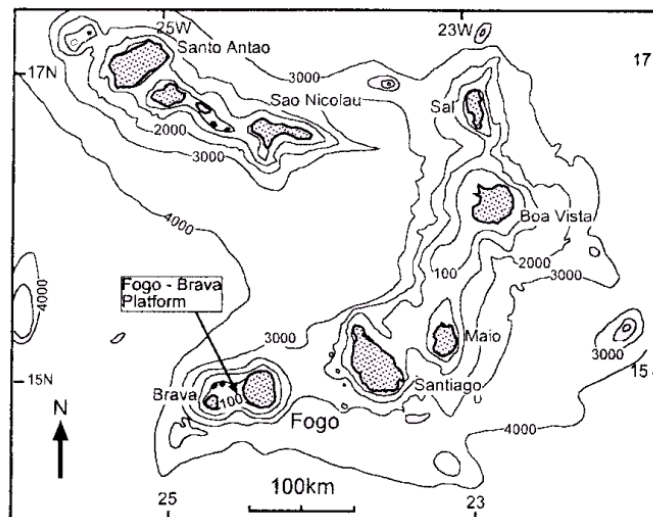 25W
23W
Santo Antao
17N
3000
17
Sal
Sao Nicolau
2000
3000
4000
Boa Vista
2000
100
3000
4000
Fogo - Brava
Platform
3000
Maio
3000
15N
15
Brava
100
Santiago
N
Fogo
4000
100km
25
23